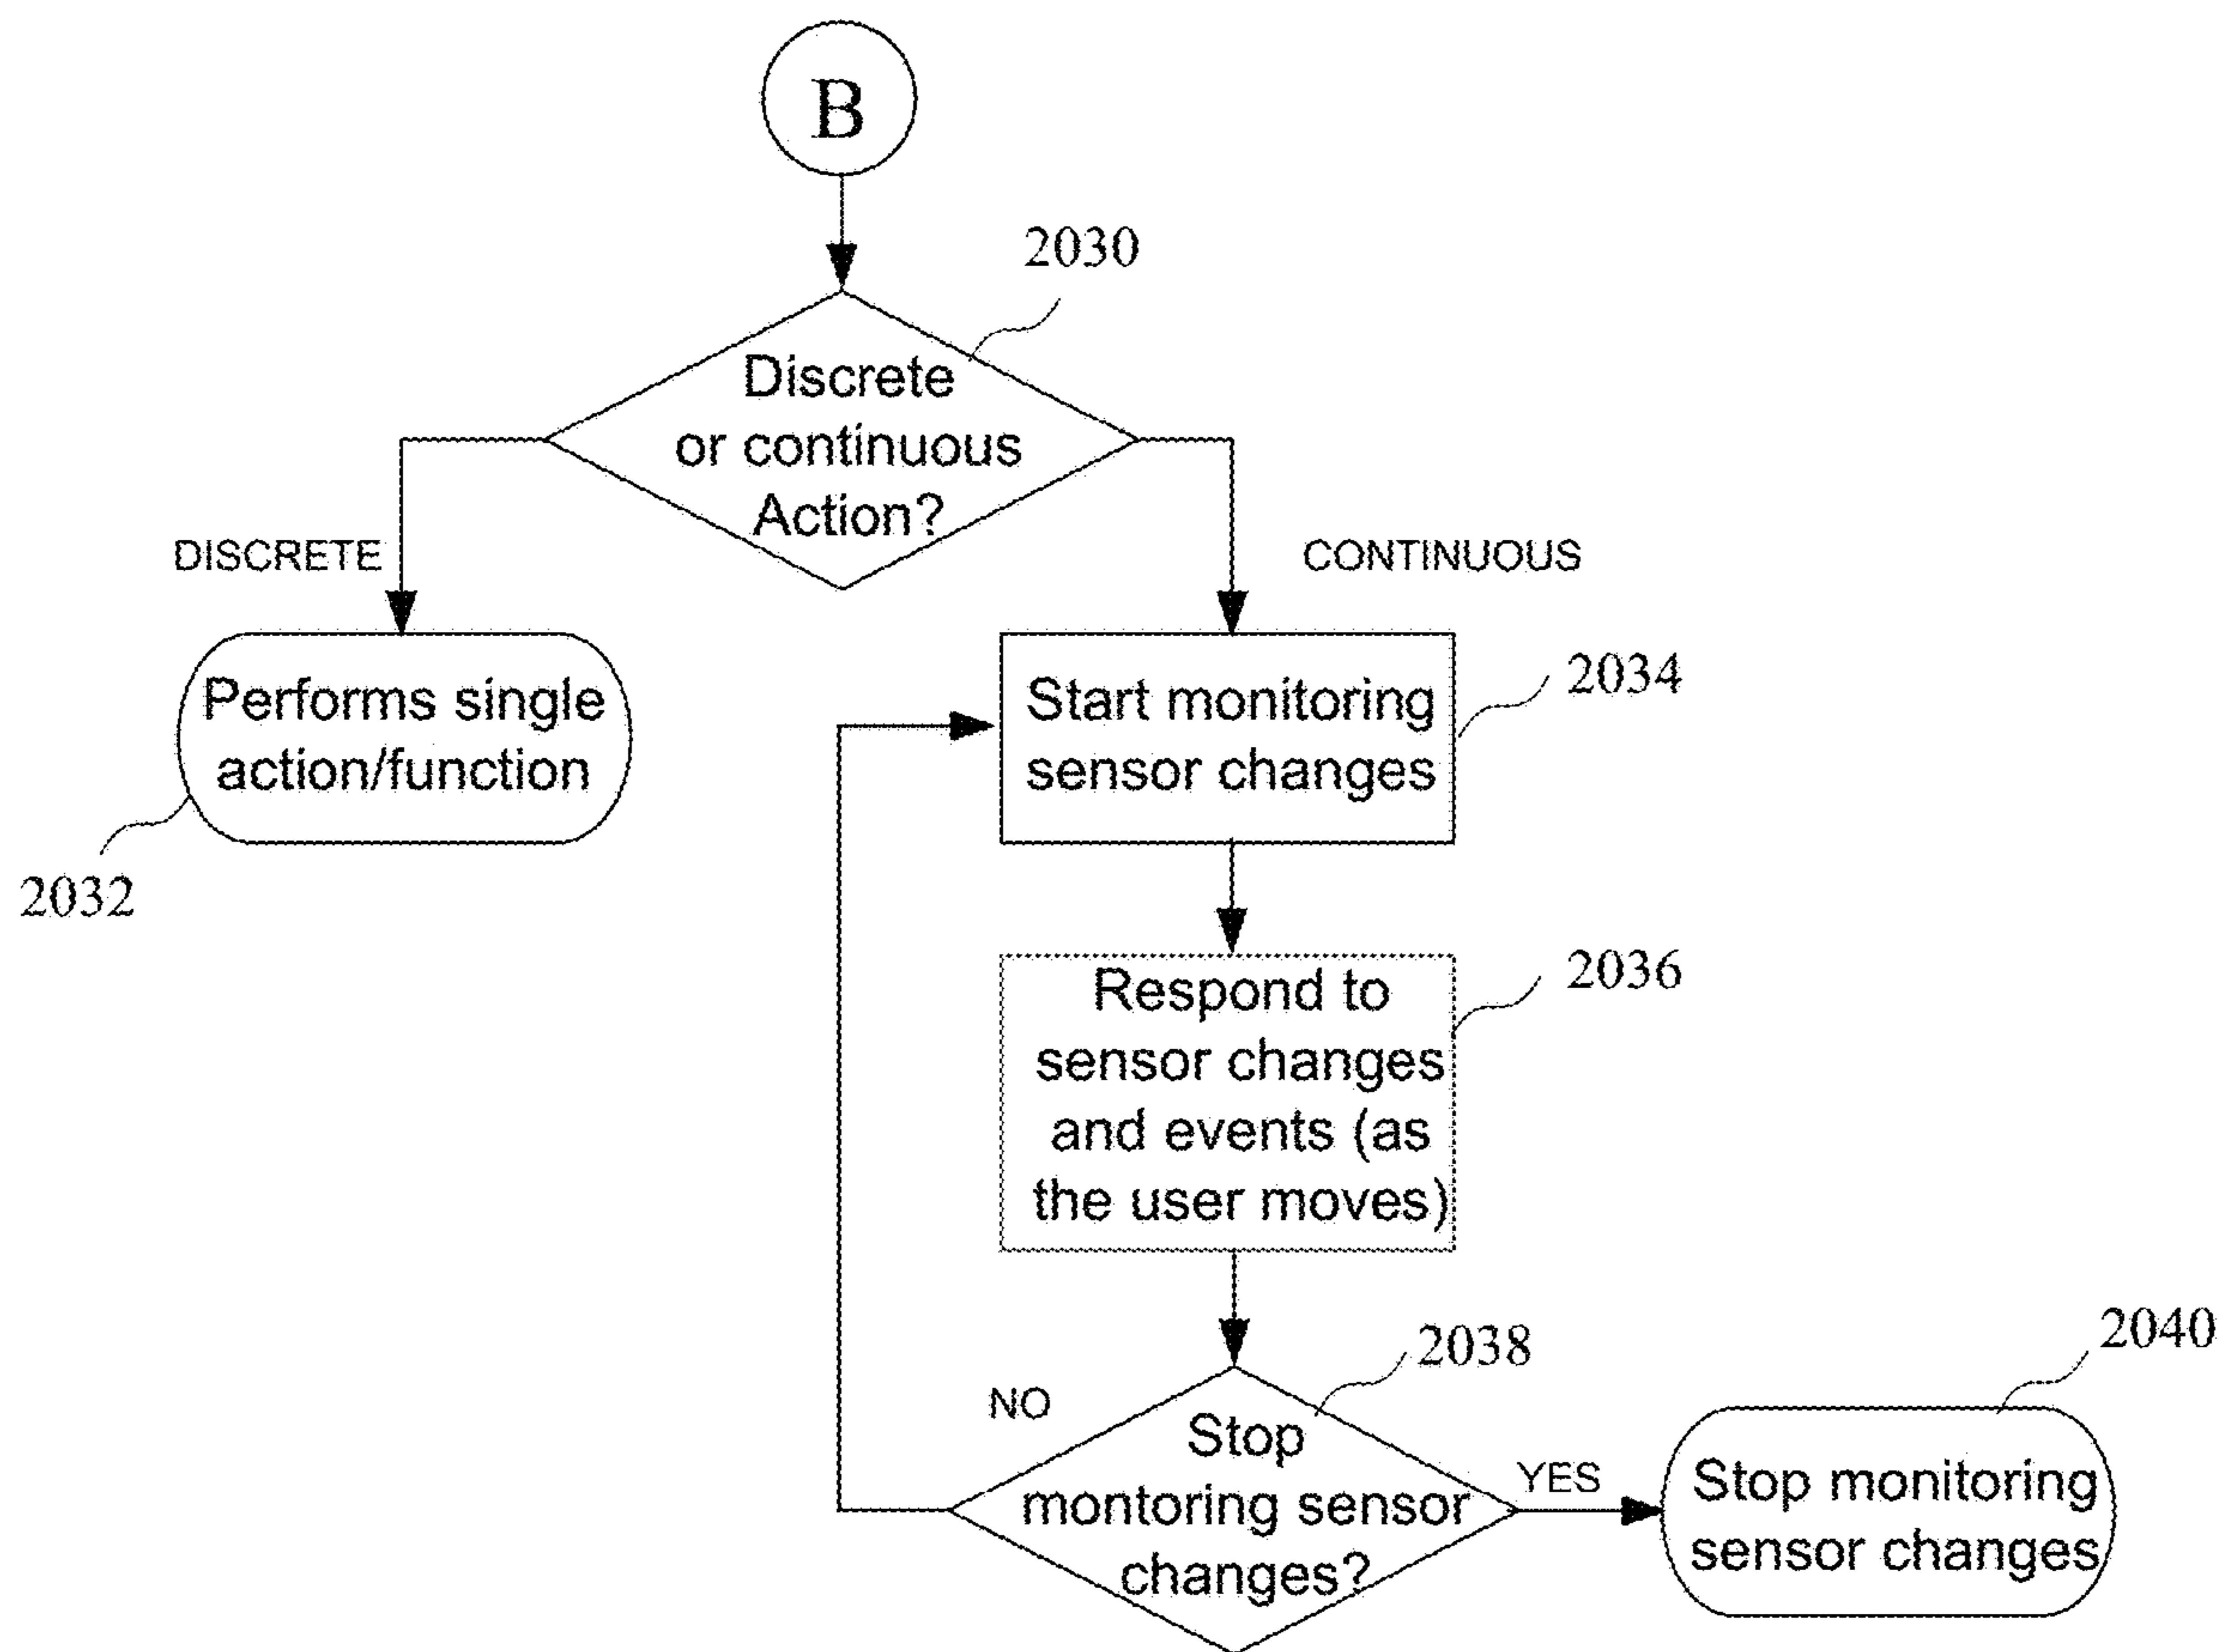 B
2030
Discrete
or continuous
Action?
DISCRETE
CONTINUOUS
Performs single
action/function
2032
Start monitoring
sensor changes
2034
Respond to
sensor changes
and events (as
the user moves)
2036
2038
NO
Stop
montoring sensor
changes?
YES
2040
Stop monitoring
sensor changes